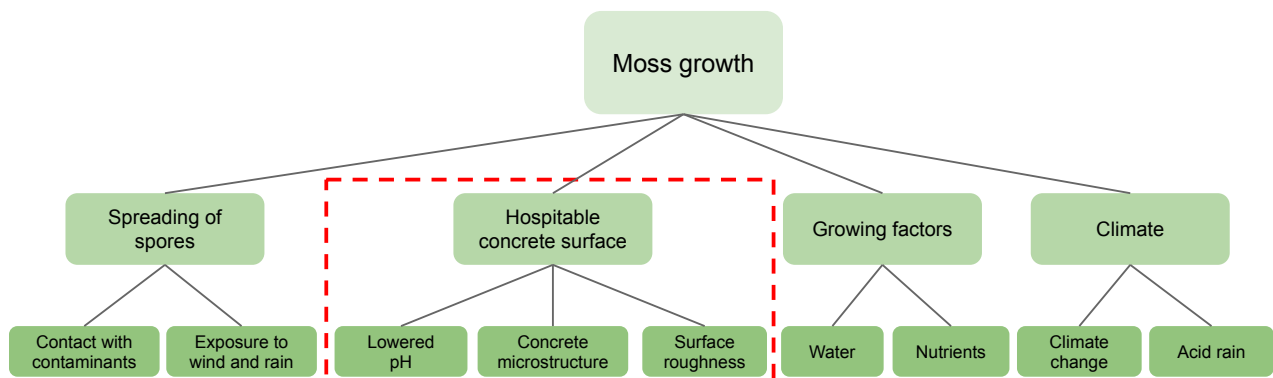 Moss growth
Spreading of
spores
Hospitable
concrete surface
Growing factors
Climate
Contact with
contaminants
Exposure to
wind and rain
Lowered
pH
Concrete
microstructure
Surface
roughness
Water
Nutrients
Climate
change
Acid rain